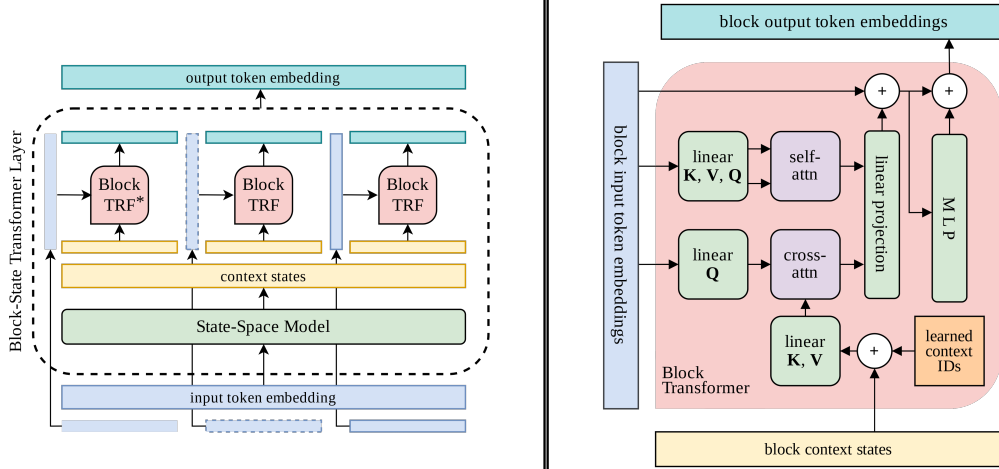 output token embedding
Block-State Transformer Layer
Block
TRF*
Block
TRF
Block
TRF
context states
State-Space Model
input token embedding
block output token embeddings
block input token embeddings
+
+
linear
K, V, Q
self-
attn
linear projection
MLP
linear
Q
cross-
attn
linear
K, V
+
learned
context
IDs
Block
Transformer
block context states